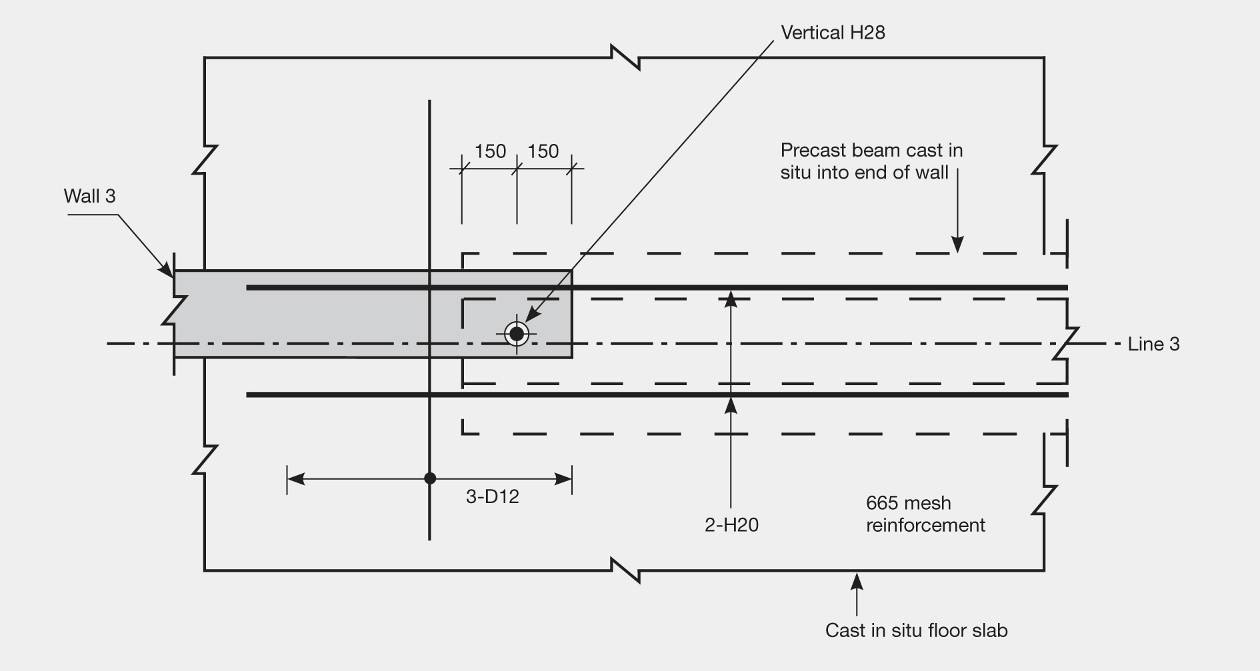 Vertical H28
150
150
Precast beam cast in
situ into end of wall
Wall 3
Line 3
3-D12
2-H20
665 mesh
reinforcement
Cast in situ floor slab